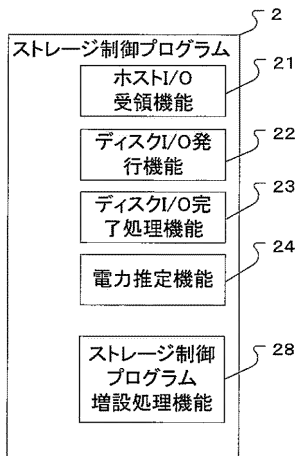 2
ストレージ制御プログラム
ホストI/O
受領機能
21
ディスクI/O発
行機能
22
ディスクI/O完
了処理機能
23
電力推定機能
24
ストレージ制御
プログラム
増設処理機能
28